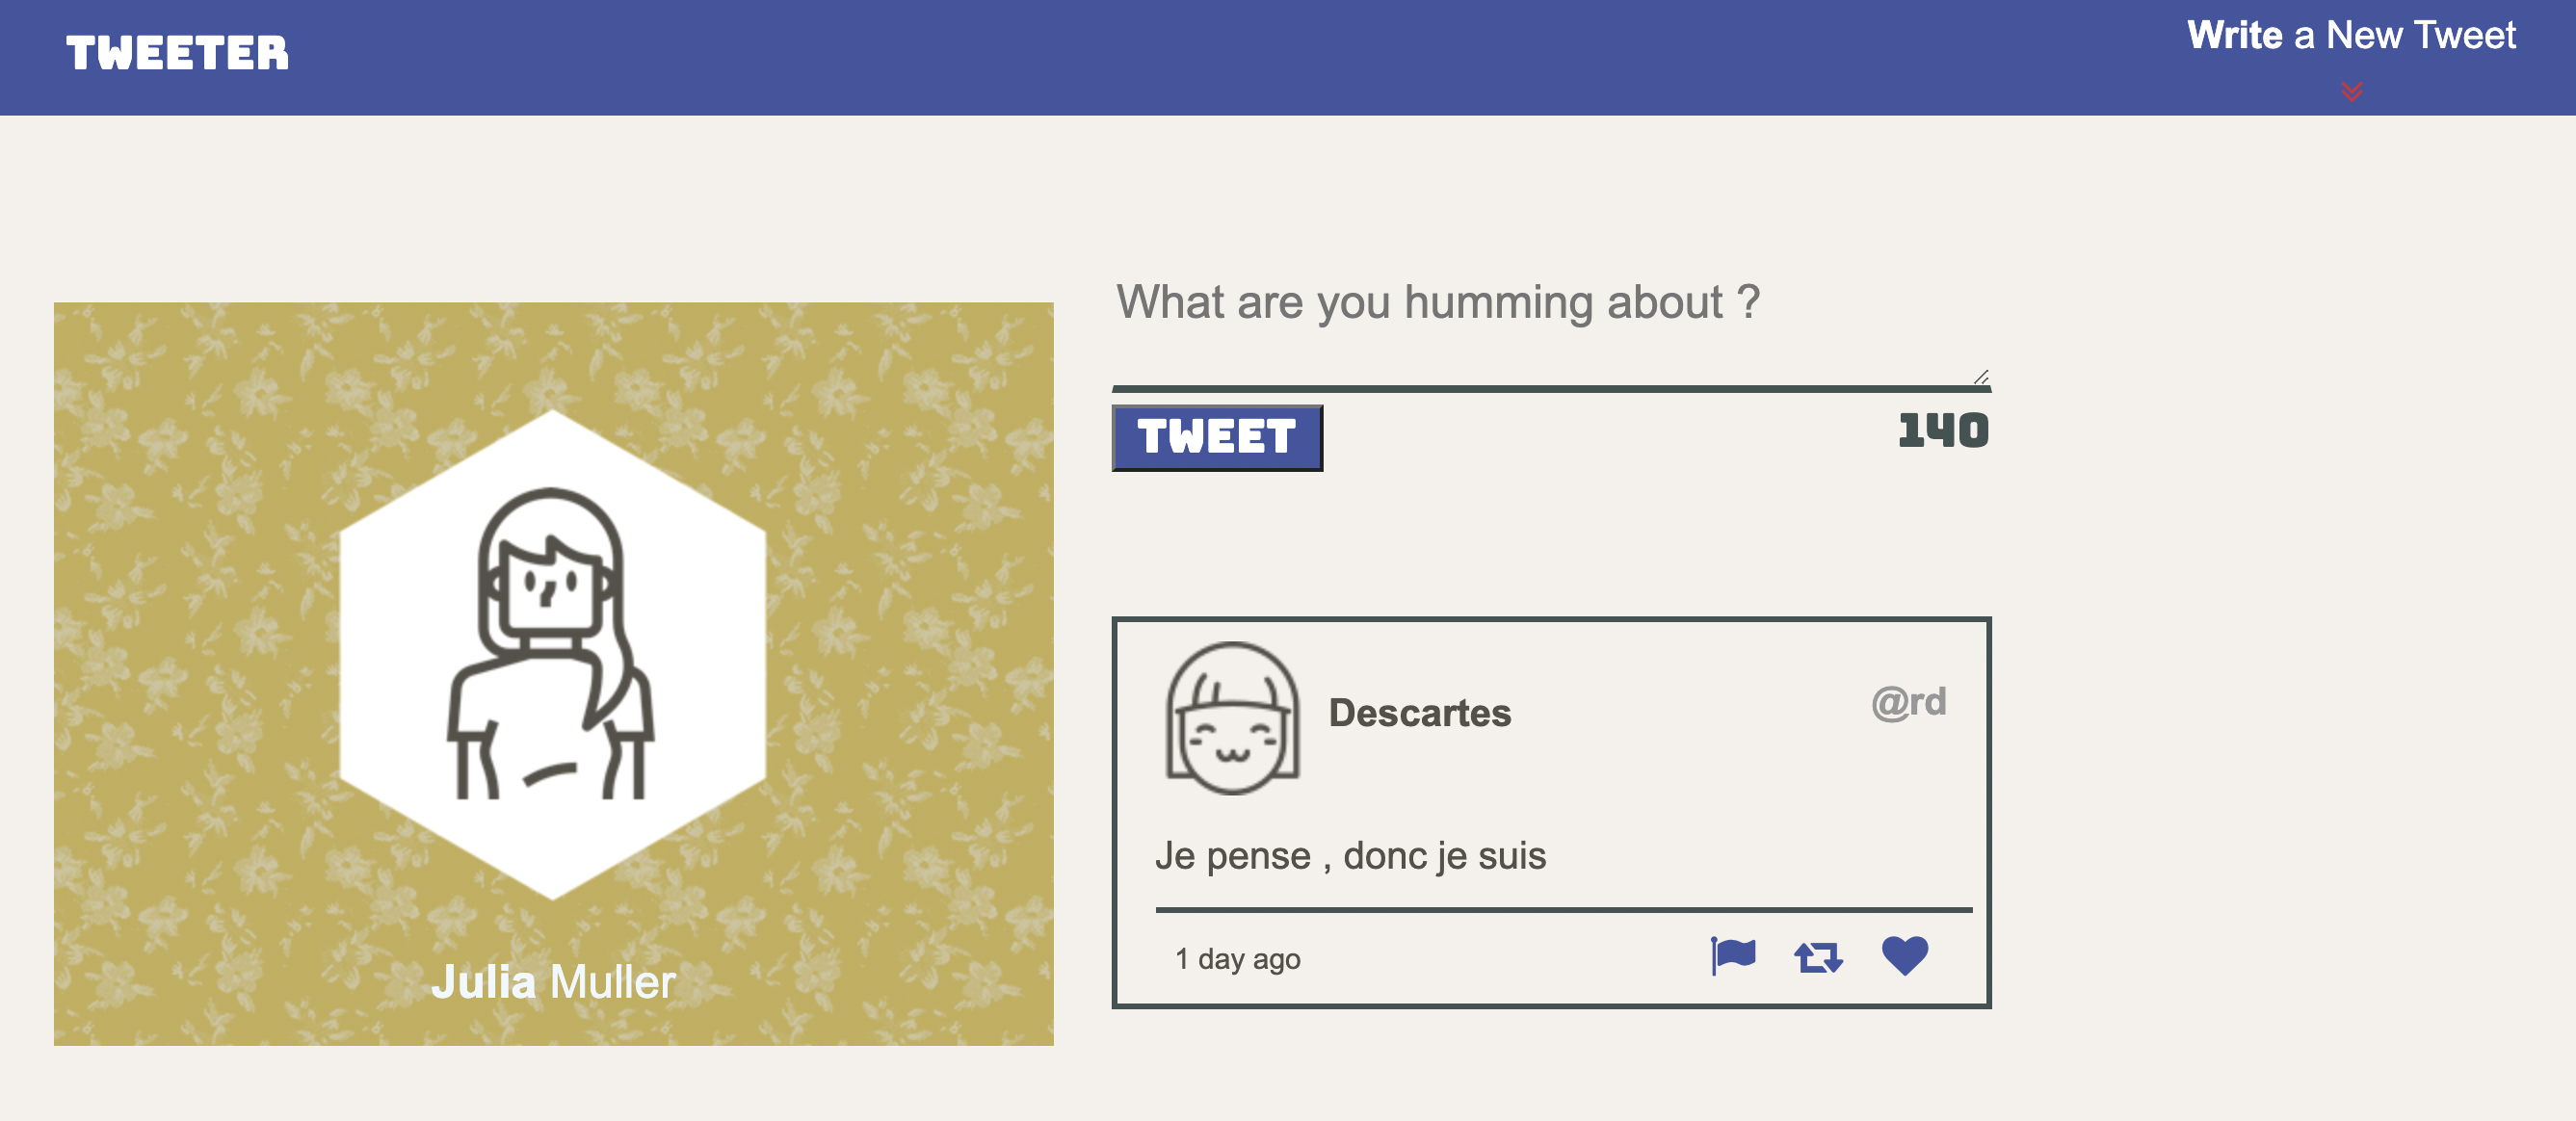 TWEETER
Write a New Tweet
What are you humming about ?
TWEET
140
Julia Muller
Descartes
@rd
Je pense , donc je suis
1 day ago